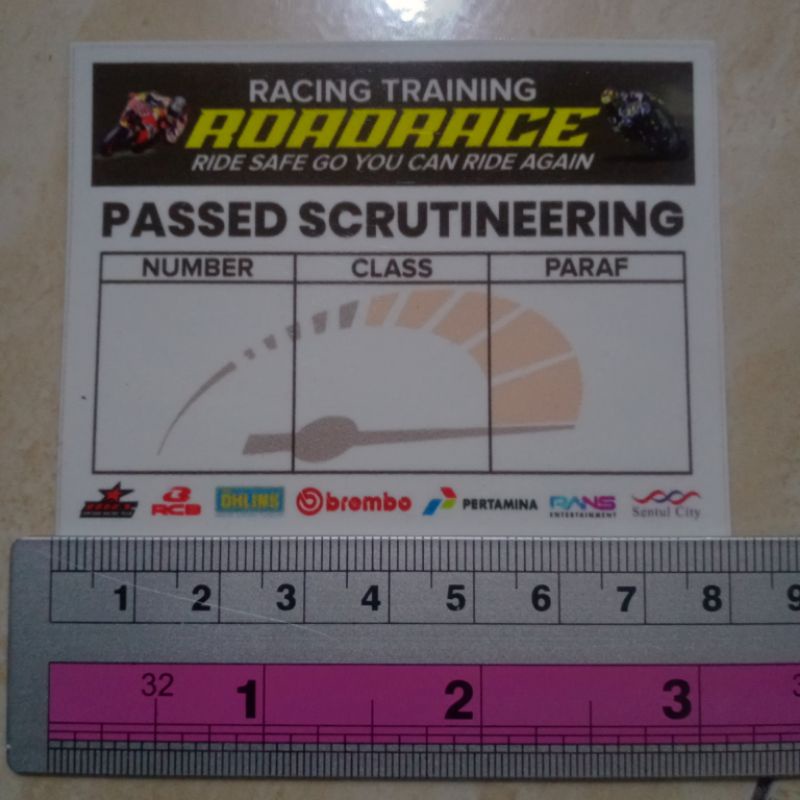 RACING TRAINING
ROADRACE
RIDE SAFE GO YOU CAN RIDE AGAIN
PASSED SCRUTINEERING
NUMBER CLASS PARAF
RCB ÖHLINS brembo PERTAMINA RANS ENTERTAINMENT Sentul City
1 2 3 4 5 6 7 8 9
32 1 2 3